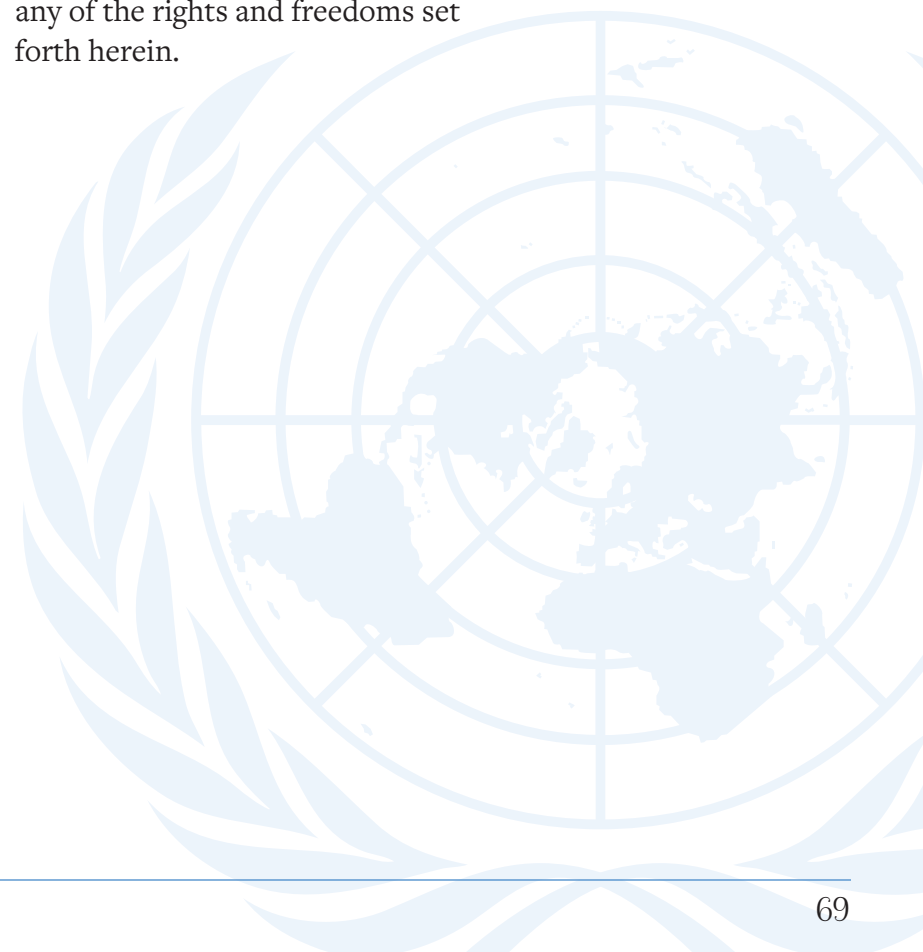 any of the rights and freedoms set
forth herein.
69